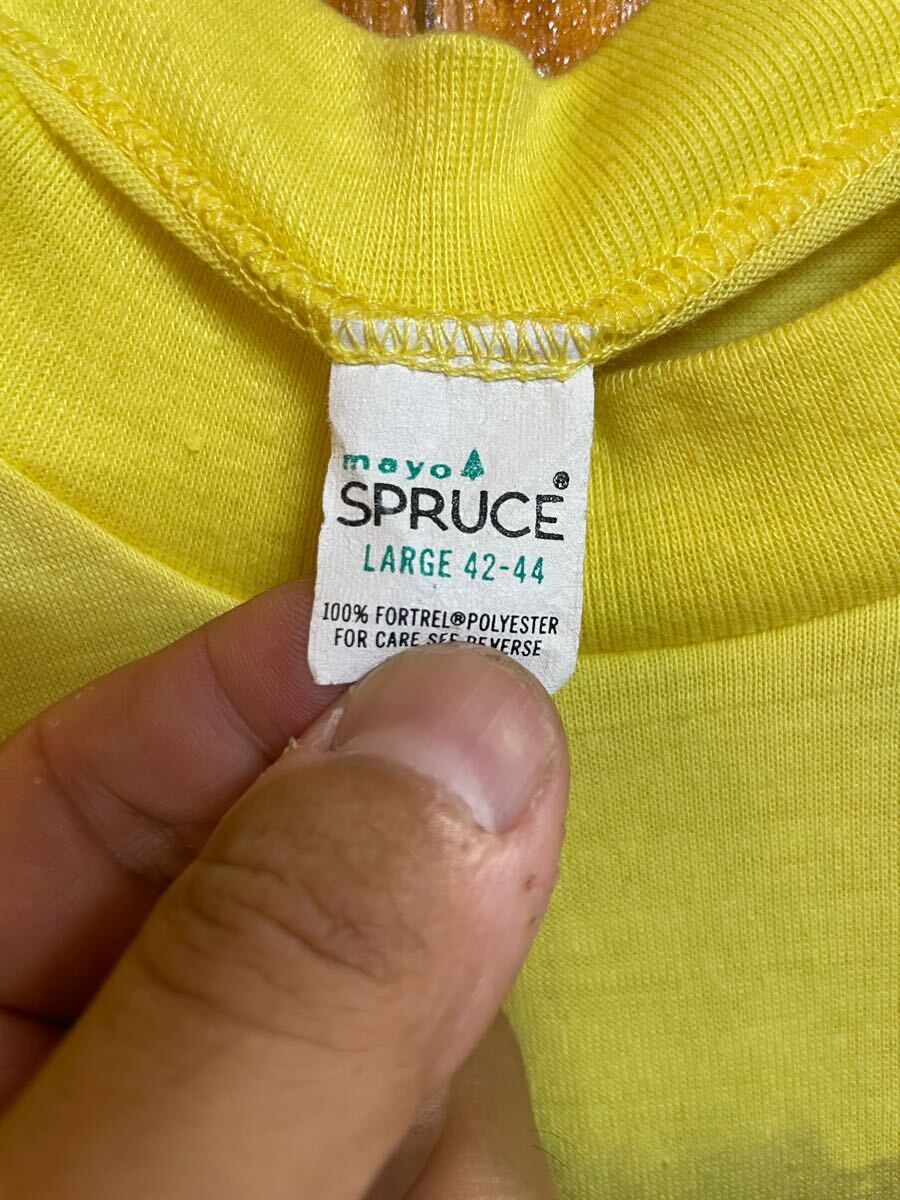 mayo
SPRUCE®
LARGE 42-44
100% FORTREL® POLYESTER
FOR CARE SEE REVERSE